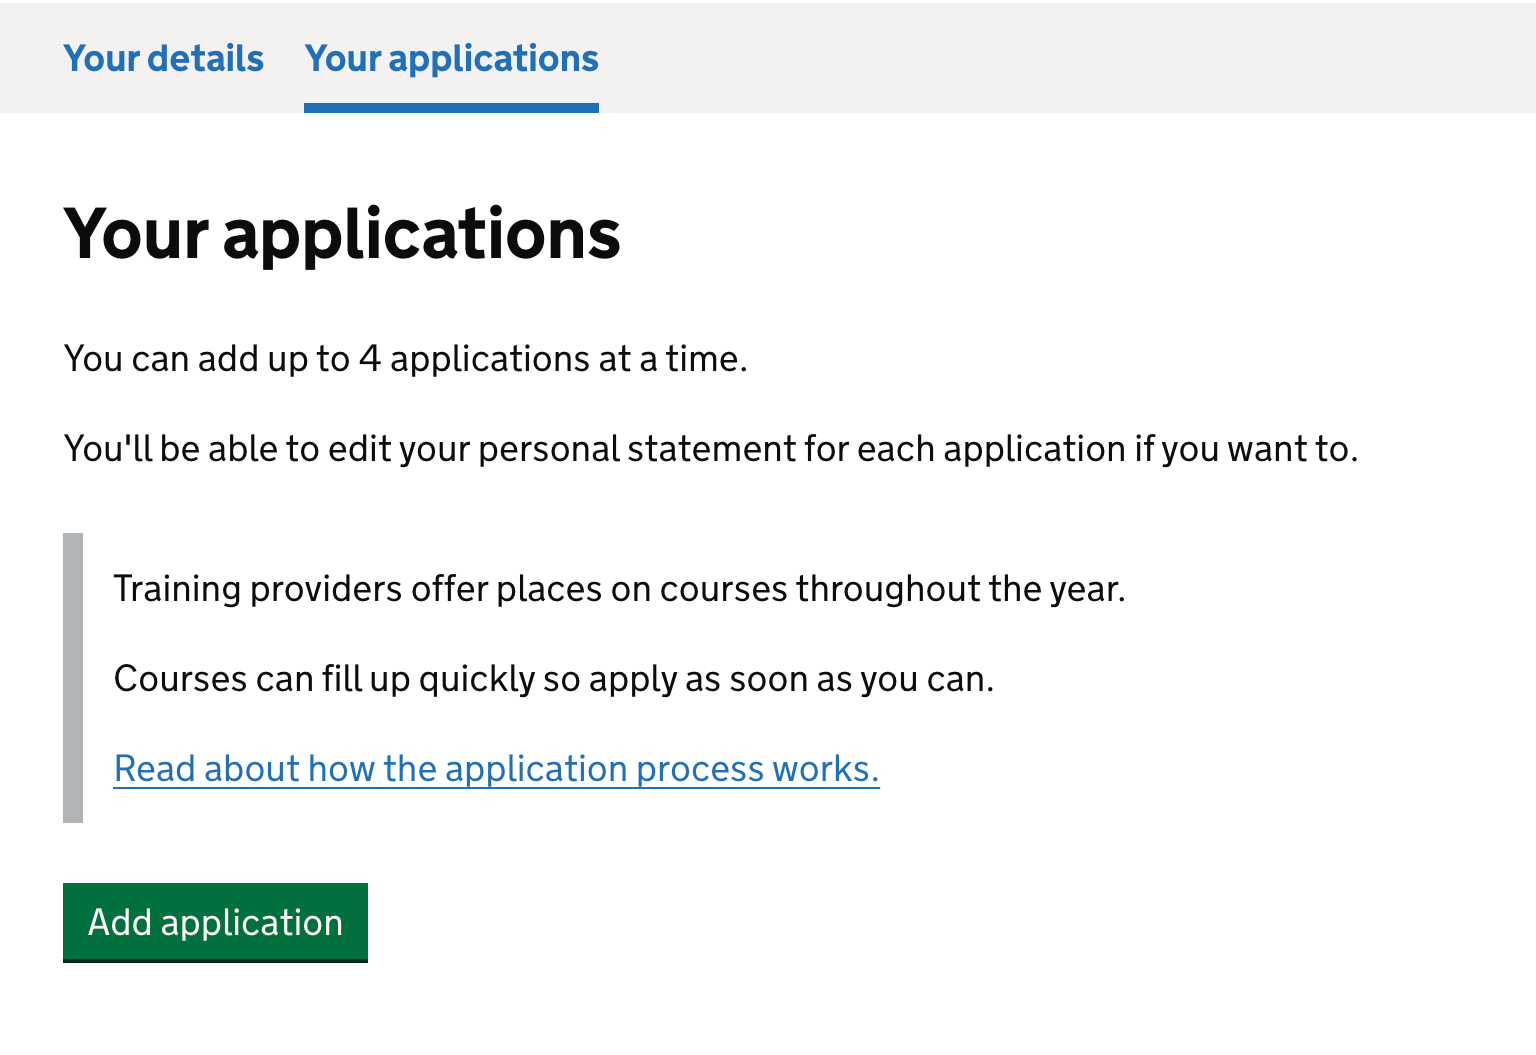 Your details Your applications
Your applications
You can add up to 4 applications at a time.
You'll be able to edit your personal statement for each application if you want to.
Training providers offer places on courses throughout the year.
Courses can fill up quickly so apply as soon as you can.
Read about how the application process works.
Add application